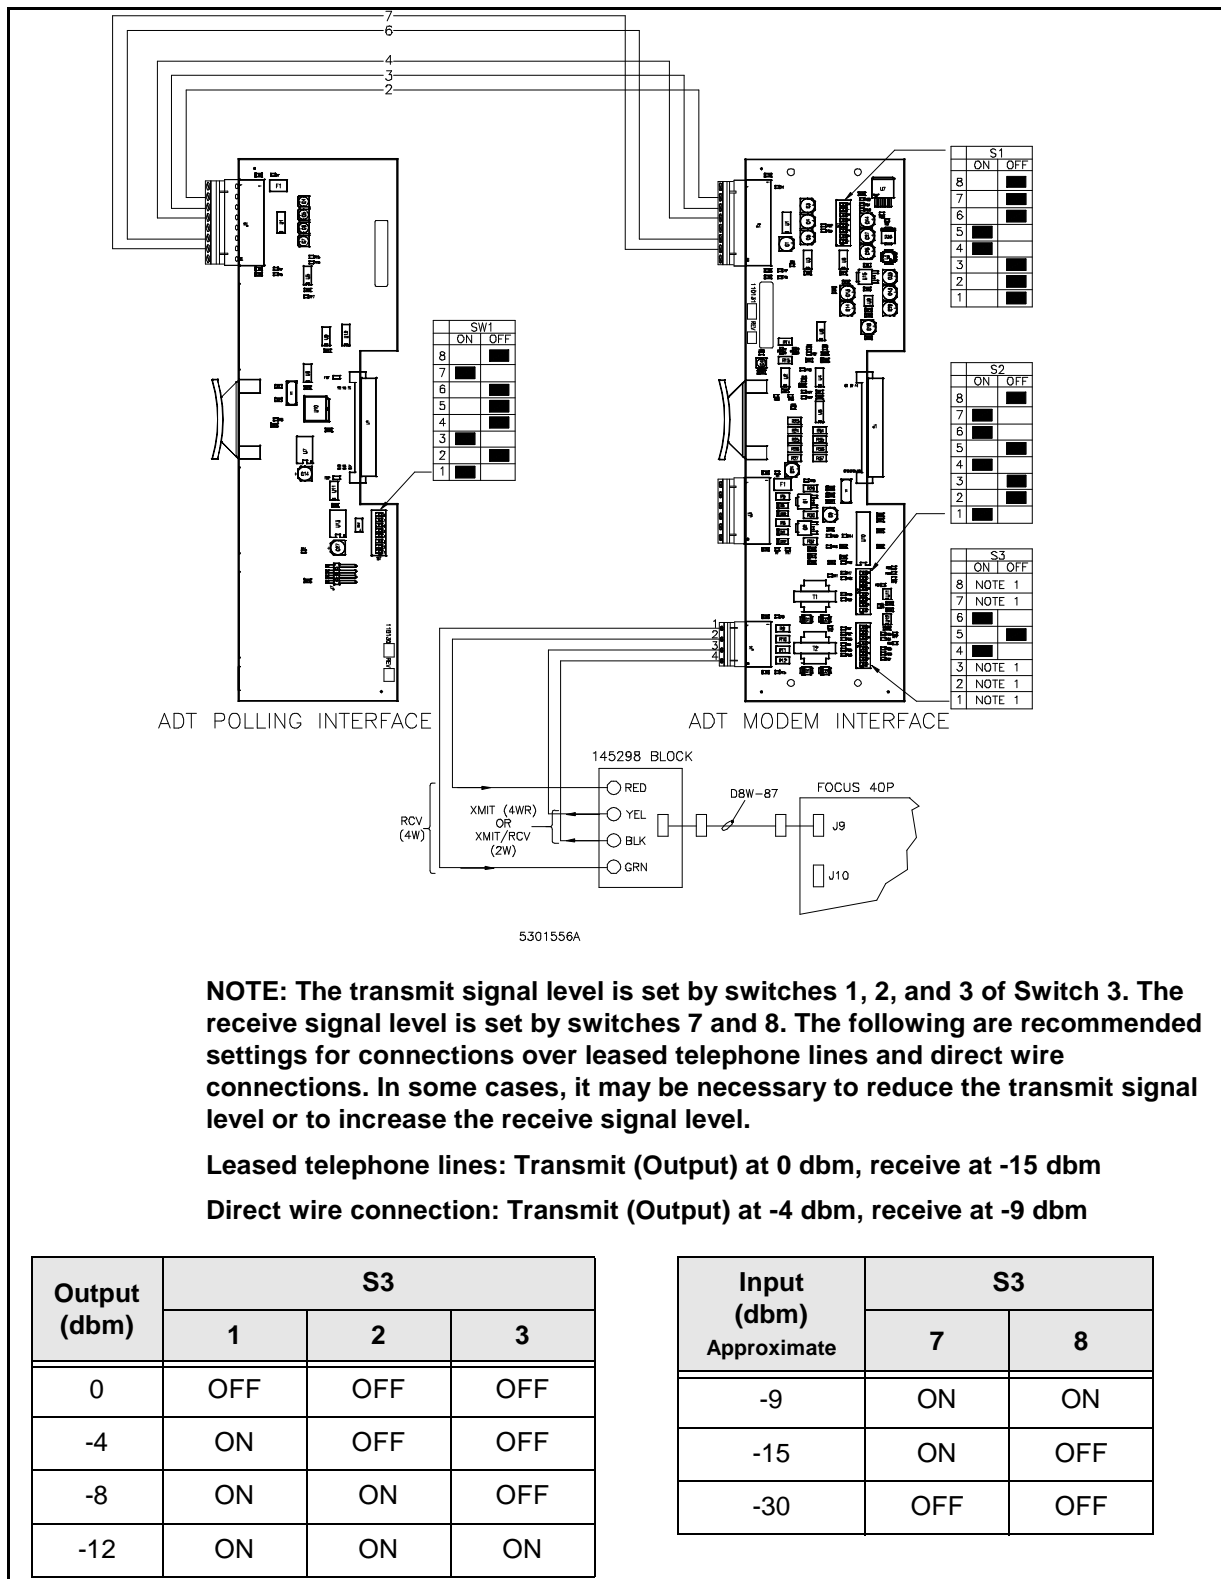 7
6
4
3
2
F1
U7
S1
ON OFF
8
7
6
5
4
3
2
1
SW1
ON OFF
8
7
6
5
4
3
2
1
S2
ON OFF
8
7
6
5
4
3
2
1
F1
S3
ON OFF
8 NOTE 1
7 NOTE 1
6
5
4
3 NOTE 1
2 NOTE 1
1 NOTE 1
T1
T2
REV
REV
1
2
3
4
ADT POLLING INTERFACE
ADT MODEM INTERFACE
145298 BLOCK
RED
YEL
BLK
GRN
RCV
(4W)
XMIT (4WR)
OR
XMIT/RCV
(2W)
D8W-87
FOCUS 40P
J9
J10
5301556A
NOTE: The transmit signal level is set by switches 1, 2, and 3 of Switch 3. The
receive signal level is set by switches 7 and 8. The following are recommended
settings for connections over leased telephone lines and direct wire
connections. In some cases, it may be necessary to reduce the transmit signal
level or to increase the receive signal level.
Leased telephone lines: Transmit (Output) at 0 dbm, receive at -15 dbm
Direct wire connection: Transmit (Output) at -4 dbm, receive at -9 dbm
Output
(dbm)
S3
1 2 3
0 OFF OFF OFF
-4 ON OFF OFF
-8 ON ON OFF
-12 ON ON ON
Input
(dbm)
Approximate
S3
7 8
-9 ON ON
-15 ON OFF
-30 OFF OFF